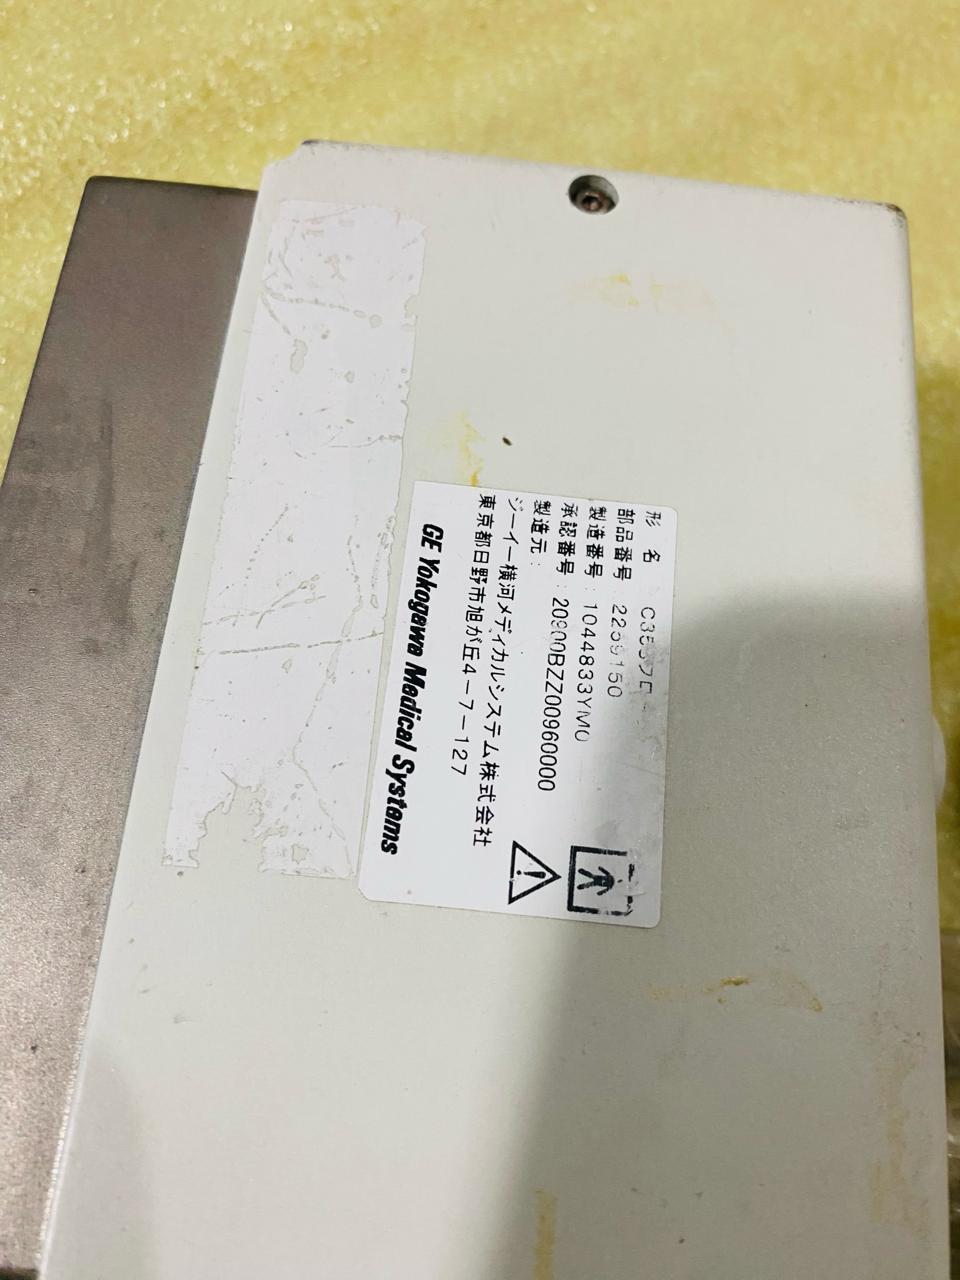 形 名
部品番号 2259150
製造番号 : 1044833YM0
承認番号 : 20900BZZ00960000
製造元 :
ジーイー横河メディカルシステム株式会社
東京都日野市旭が丘4-7-127
GE Yokogawa Medical Systems